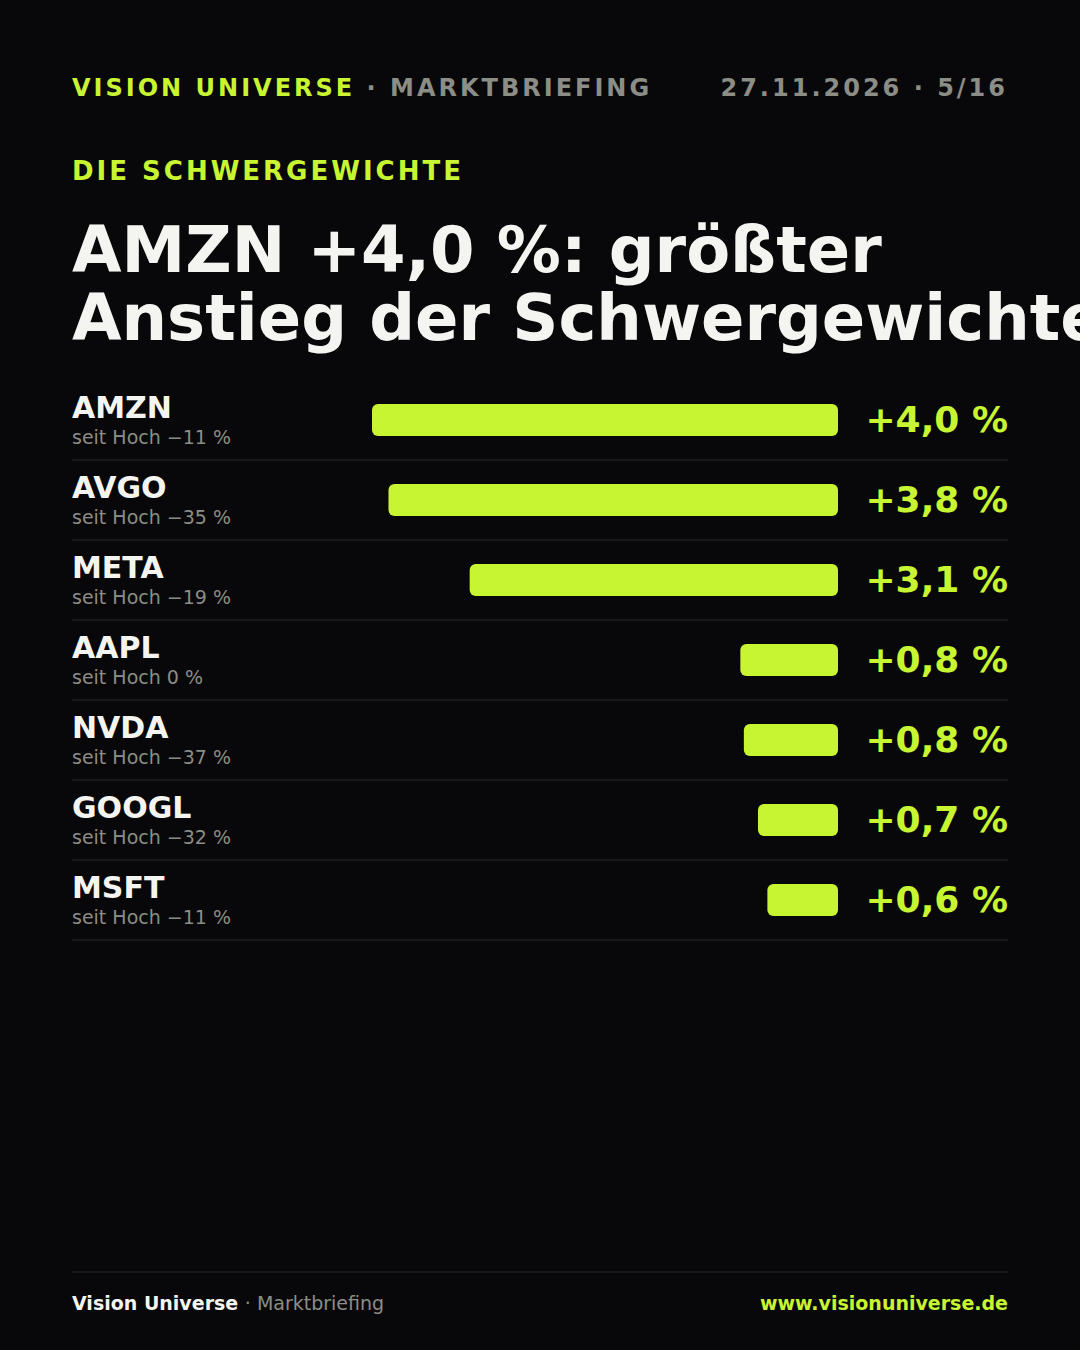 VISION UNIVERSE · MARKTBRIEFING 27.11.2026 · 5/16
DIE SCHWERGEWICHTE
AMZN +4,0 %: größter
Anstieg der Schwergewichte
AMZN +4,0 %
seit Hoch −11 %
AVGO +3,8 %
seit Hoch −35 %
META +3,1 %
seit Hoch −19 %
AAPL +0,8 %
seit Hoch 0 %
NVDA +0,8 %
seit Hoch −37 %
GOOGL +0,7 %
seit Hoch −32 %
MSFT +0,6 %
seit Hoch −11 %
Vision Universe · Marktbriefing www.visionuniverse.de